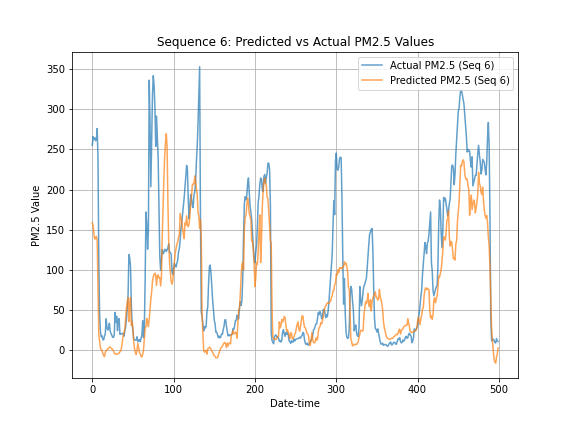 Sequence 6: Predicted vs Actual PM2.5 Values
Actual PM2.5 (Seq 6)
Predicted PM2.5 (Seq 6)
PM2.5 Value
350
300
250
200
150
100
50
0
0 100 200 300 400 500
Date-time